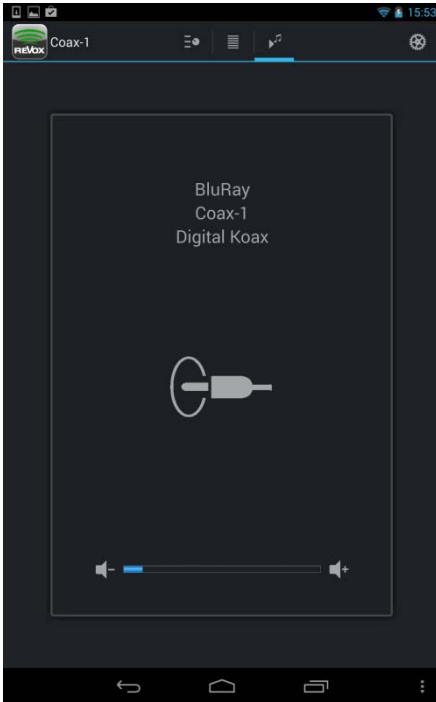 15:53
REVOX Coax-1
BluRay
Coax-1
Digital Koax